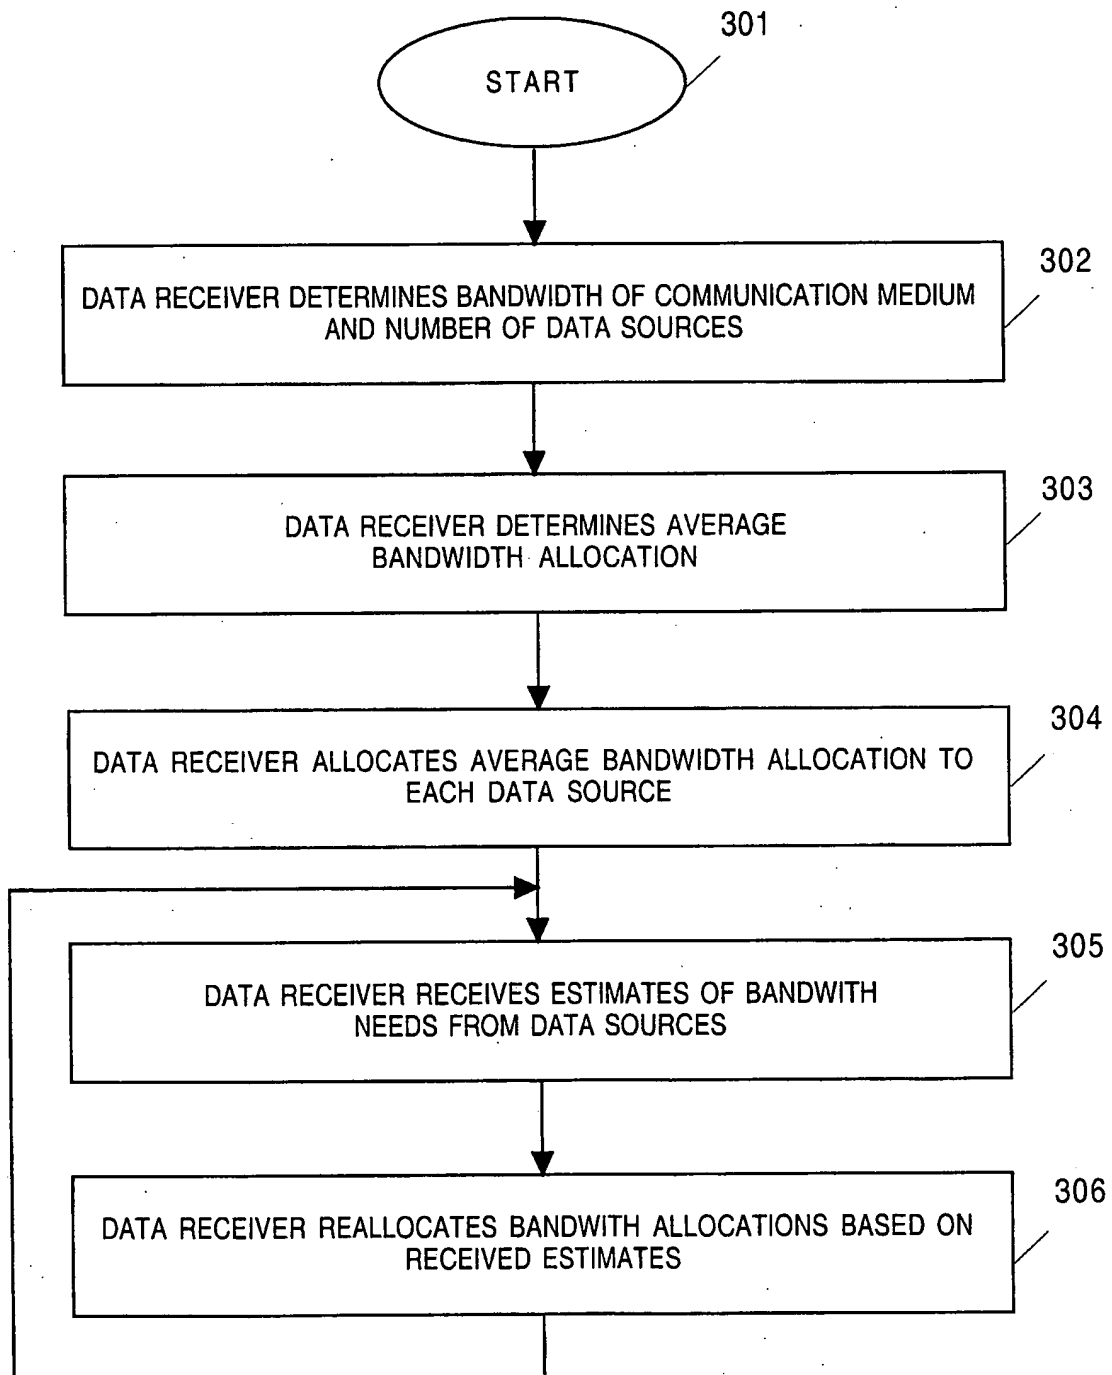 301
START
302
DATA RECEIVER DETERMINES BANDWIDTH OF COMMUNICATION MEDIUM
AND NUMBER OF DATA SOURCES
303
DATA RECEIVER DETERMINES AVERAGE
BANDWIDTH ALLOCATION
304
DATA RECEIVER ALLOCATES AVERAGE BANDWIDTH ALLOCATION TO
EACH DATA SOURCE
305
DATA RECEIVER RECEIVES ESTIMATES OF BANDWITH
NEEDS FROM DATA SOURCES
306
DATA RECEIVER REALLOCATES BANDWITH ALLOCATIONS BASED ON
RECEIVED ESTIMATES